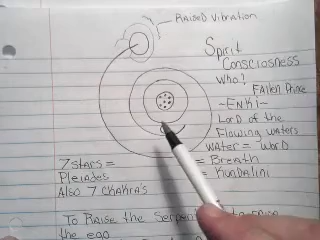 RAISED VIBRATION
Spirit
Consciousness
Who?
FAllEN Prince
~ENKi~
LorD of the
Flowing waters
WATER = WorD
7 STARS = = Breath
Pleiades = KunDAlini
Also 7 CHAKRA'S
To RAise the Serpent
the ego